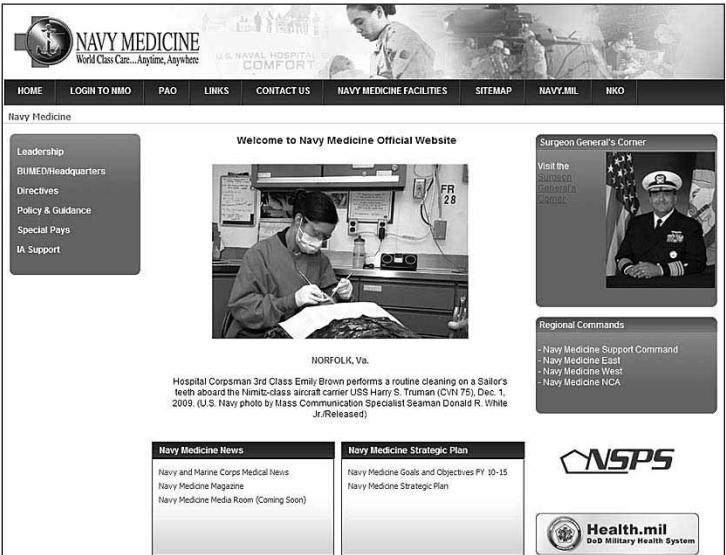 NAVY MEDICINE
World Class Care...Anytime, Anywhere
U.S. NAVAL HOSPITAL
COMFORT
HOME LOGIN TO NMO PAO LINKS CONTACT US NAVY MEDICINE FACILITIES SITEMAP NAVY.MIL NKO
Navy Medicine
Leadership
BUMED/Headquarters
Directives
Policy & Guidance
Special Pays
IA Support
Welcome to Navy Medicine Official Website
FR
28
NORFOLK, Va.
Hospital Corpsman 3rd Class Emily Brown performs a routine cleaning on a Sailor's
teeth aboard the Nimitz-class aircraft carrier USS Harry S. Truman (CVN 75), Dec. 1,
2009. (U.S. Navy photo by Mass Communication Specialist Seaman Donald R. White
Jr./Released)
Navy Medicine News
Navy and Marine Corps Medical News
Navy Medicine Magazine
Navy Medicine Media Room (Coming Soon)
Navy Medicine Strategic Plan
Navy Medicine Goals and Objectives FY 10-15
Navy Medicine Strategic Plan
Surgeon General's Corner
Visit the
Surgeon
General's
Corner
Regional Commands
- Navy Medicine Support Command
- Navy Medicine East
- Navy Medicine West
- Navy Medicine NCA
NSPS
Health.mil
DoD Military Health System